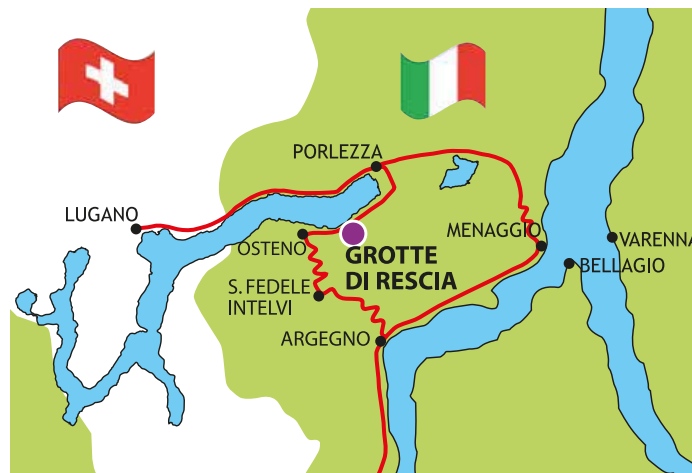 PORLEZZA
LUGANO
OSTENO
MENAGGIO
VARENNA
GROTTE
DI RESCIA
BELLAGIO
S. FEDELE
INTELVI
ARGEGNO